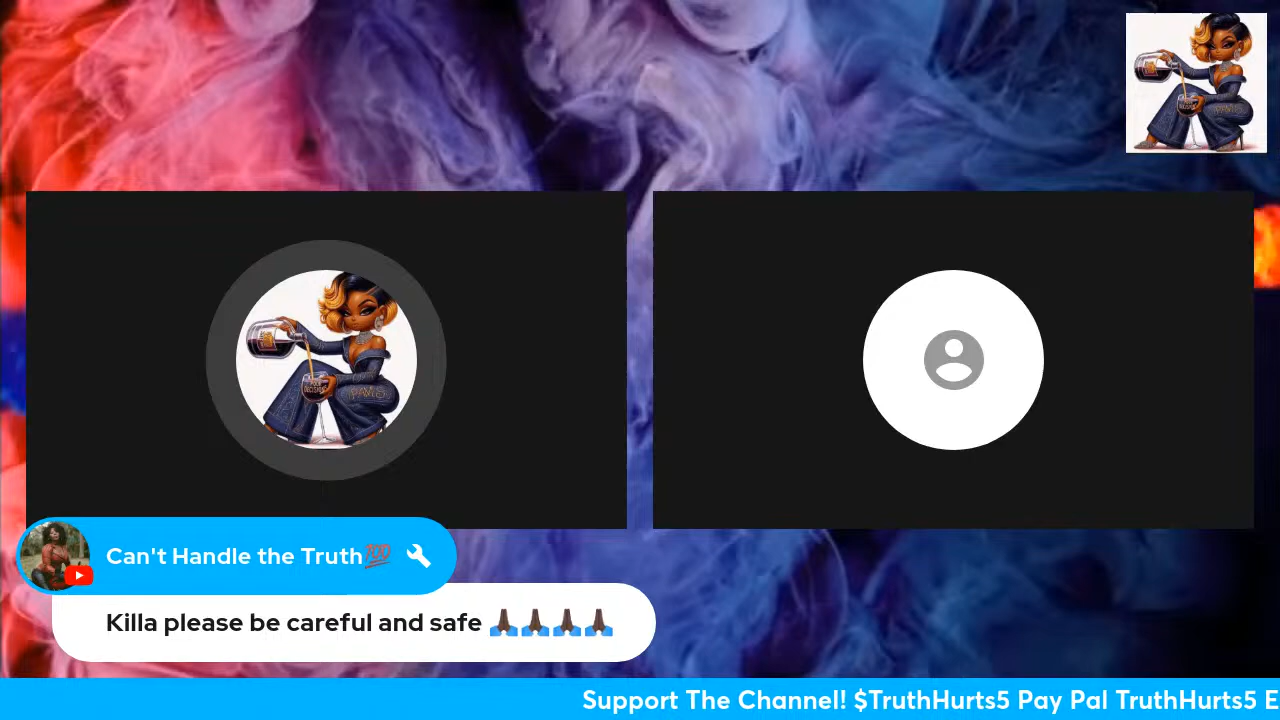 Can't Handle the Truth💯
Killa please be careful and safe 🙏🏿🙏🏿🙏🏿🙏🏿
Support The Channel! $TruthHurts5 Pay Pal TruthHurts5 E